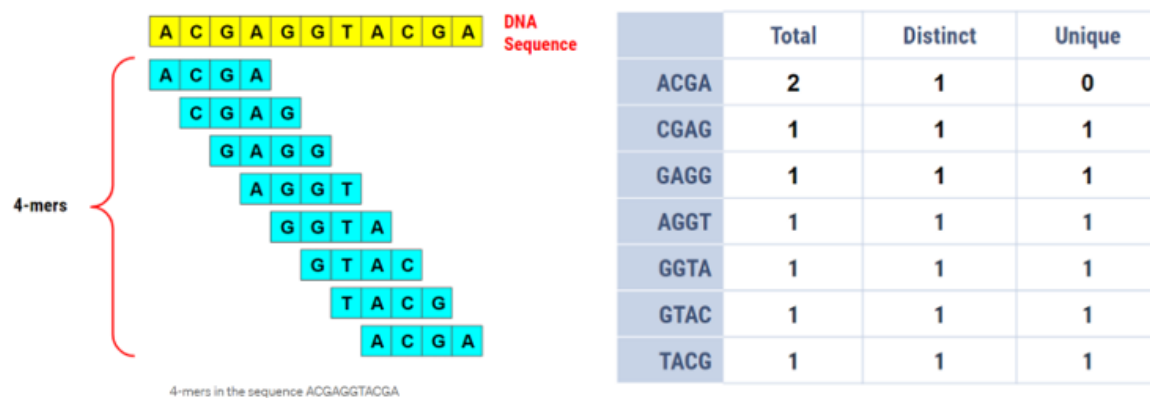 A C G A G G T A C G A
DNA
Sequence
A C G A
C G A G
G A G G
A G G T
4-mers
G G T A
G T A C
T A C G
A C G A
4-mers in the sequence ACGAGGTACGA
Total Distinct Unique
ACGA 2 1 0
CGAG 1 1 1
GAGG 1 1 1
AGGT 1 1 1
GGTA 1 1 1
GTAC 1 1 1
TACG 1 1 1